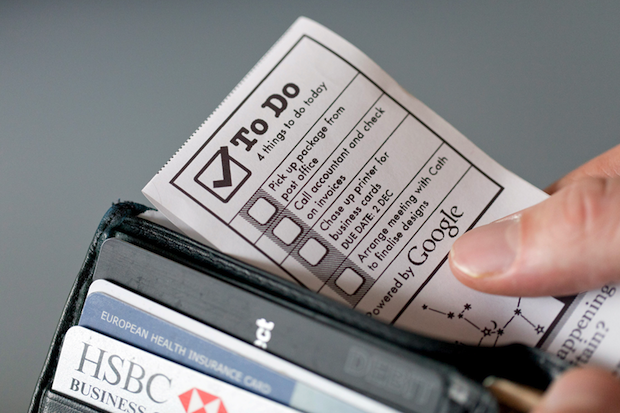 To Do
4 things to do today
Pick up package from
post office
Call accountant and check
on invoices
Chase up printer for
business cards
DUE DATE: 2 DEC
Arrange meeting with Cath
to finalise designs
Powered by Google
ct
DEBIT
EUROPEAN HEALTH INSURANCE CARD
HSBC
BUSINESS